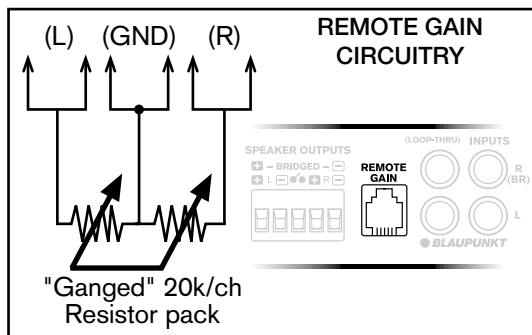 (L) (GND) (R)
REMOTE GAIN
CIRCUITRY
SPEAKER OUTPUTS
+ – BRIDGED – −
+ L − + R −
REMOTE
GAIN
(LOOP-THRU) INPUTS
R
(BR)
L
BLAUPUNKT
"Ganged" 20k/ch
Resistor pack